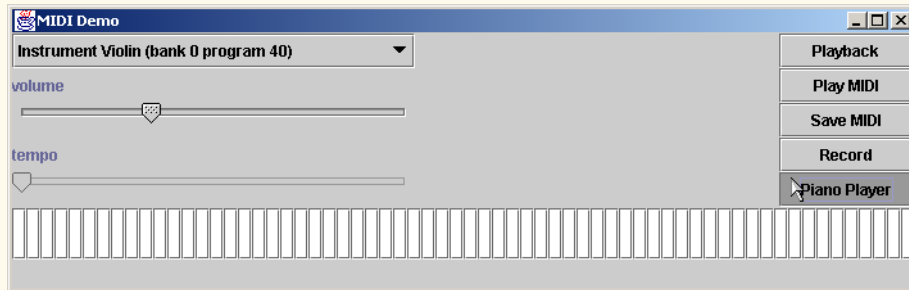 MIDI Demo
Instrument Violin (bank 0 program 40)
Playback
volume
Play MIDI
Save MIDI
tempo
Record
Piano Player